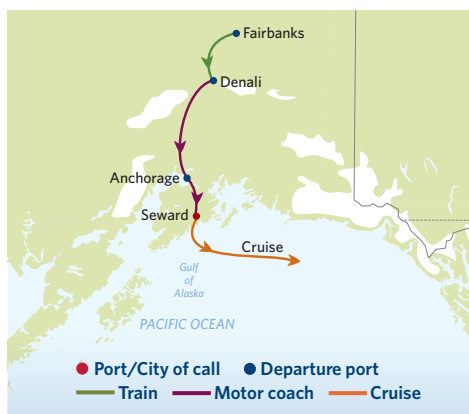 Fairbanks
Denali
Anchorage
Seward
Cruise
Gulf
of
Alaska
PACIFIC OCEAN
Port/City of call Departure port
Train Motor coach Cruise